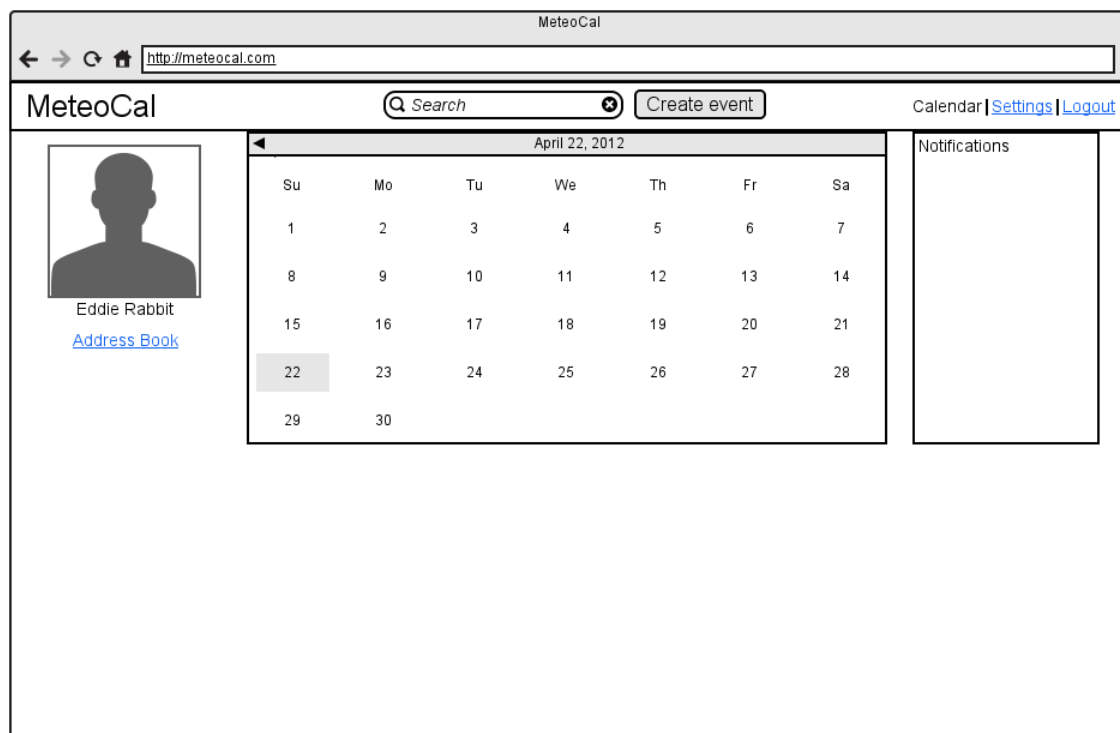 MeteoCal
http://meteocal.com
MeteoCal
Search
Create event
Calendar | Settings | Logout
Eddie Rabbit
Address Book
April 22, 2012
Su Mo Tu We Th Fr Sa
1 2 3 4 5 6 7
8 9 10 11 12 13 14
15 16 17 18 19 20 21
22 23 24 25 26 27 28
29 30
Notifications